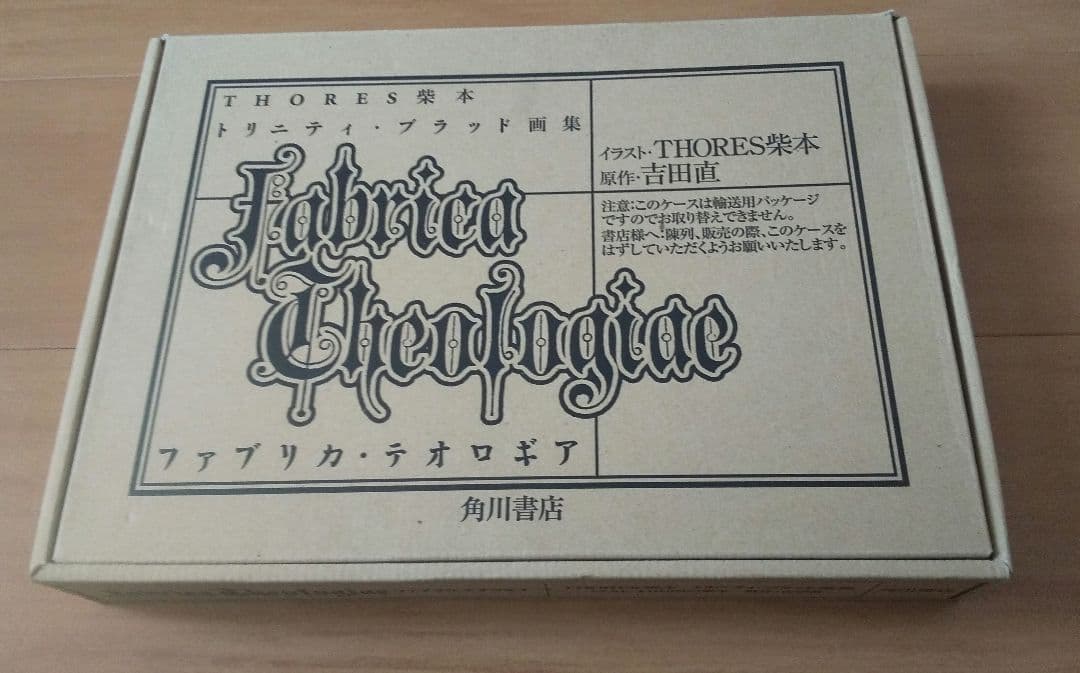 THORES柴本
トリニティ・ブラッド画集
Fabrica
Theologiae
ファブリカ・テオロギア
イラスト・THORES柴本
原作・吉田直
注意:このケースは輸送用パッケージ
ですのでお取り替えできません。
書店様へ:陳列、販売の際、このケースを
はずしていただくようお願いいたします。
角川書店